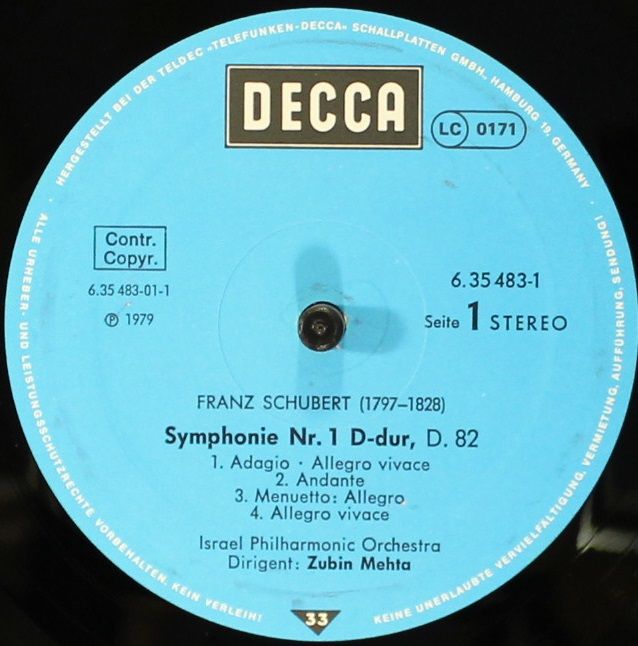 HERGESTELLT BEI DER TELDEC »TELEFUNKEN-DECCA« SCHALLPLATTEN GMBH., HAMBURG 19, GERMANY ·
DECCA
LC 0171
Contr.
Copyr.
6.35 483-01-1
Ⓟ 1979
6.35 483-1
Seite 1 STEREO
FRANZ SCHUBERT (1797–1828)
Symphonie Nr. 1 D-dur, D. 82
1. Adagio · Allegro vivace
2. Andante
3. Menuetto: Allegro
4. Allegro vivace
Israel Philharmonic Orchestra
Dirigent: Zubin Mehta
33
· ALLE URHEBER- UND LEISTUNGSSCHUTZRECHTE VORBEHALTEN. KEIN VERLEIH! KEINE UNERLAUBTE VERVIELFÄLTIGUNG, VERMIETUNG, AUFFÜHRUNG, SENDUNG!